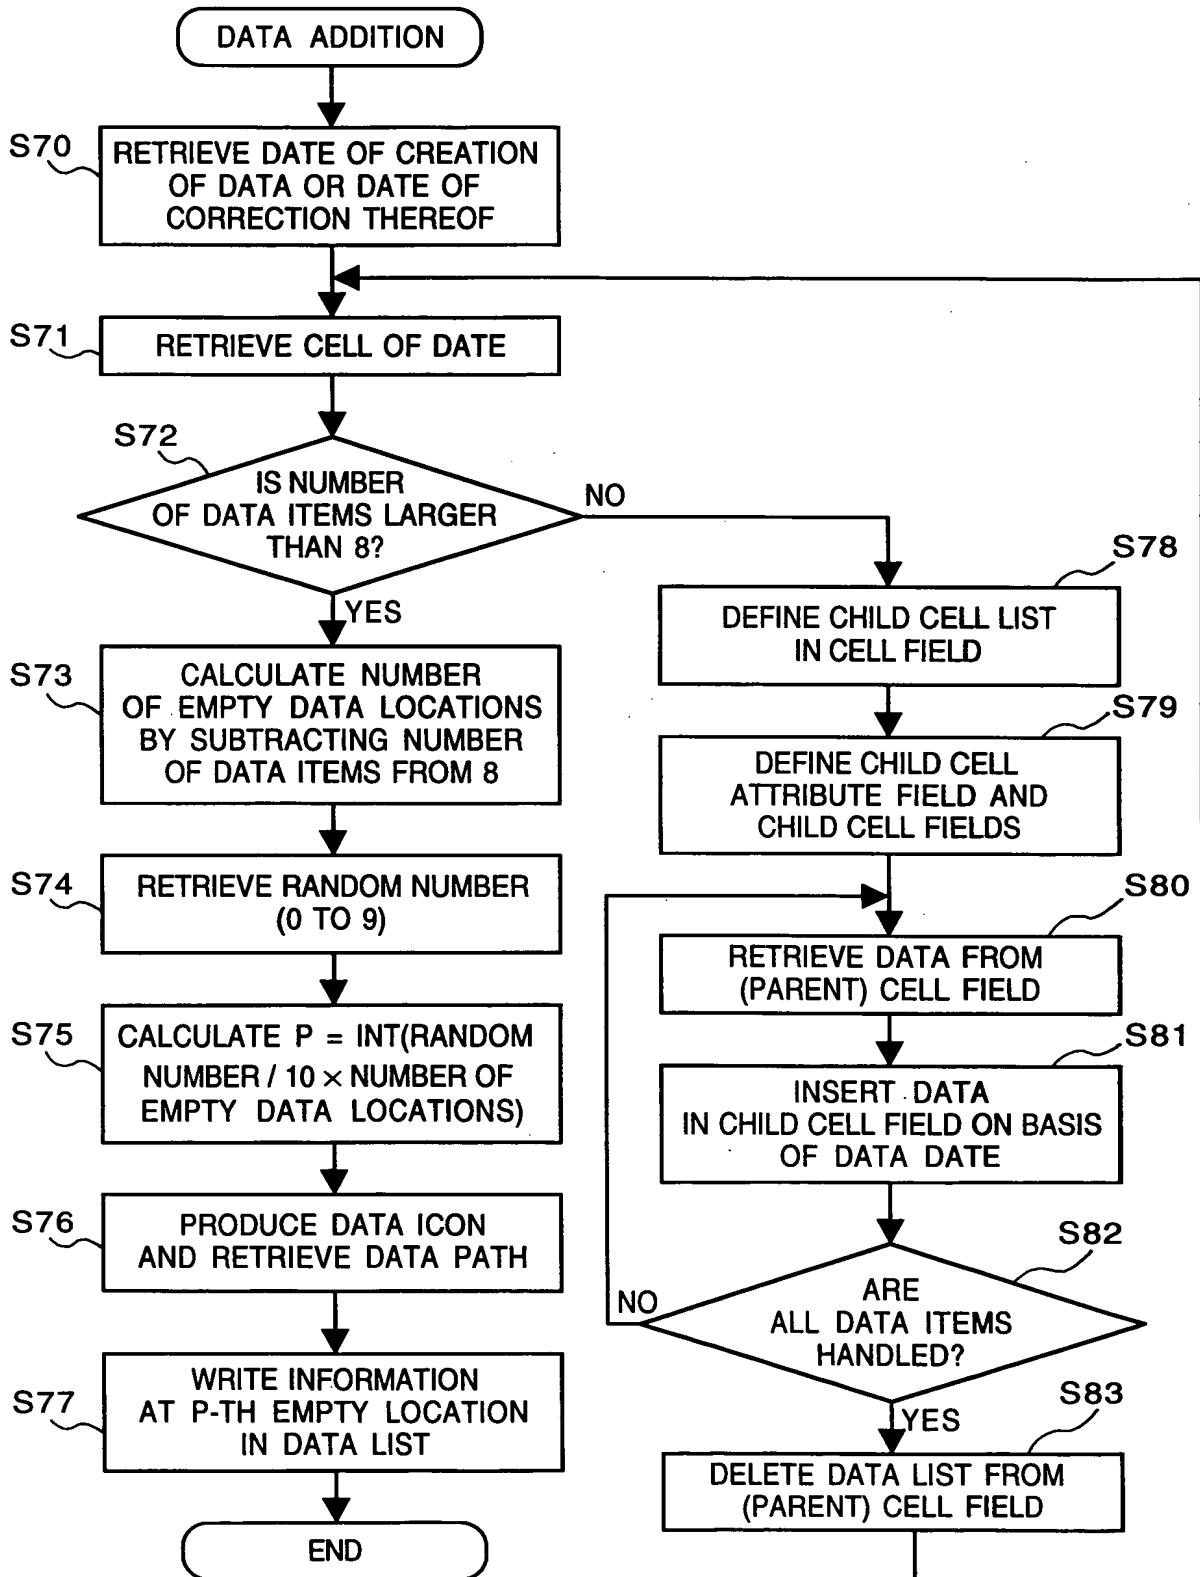 DATA ADDITION
S70
RETRIEVE DATE OF CREATION
OF DATA OR DATE OF
CORRECTION THEREOF
S71
RETRIEVE CELL OF DATE
S72
IS NUMBER
OF DATA ITEMS LARGER
THAN 8?
NO
YES
S73
CALCULATE NUMBER
OF EMPTY DATA LOCATIONS
BY SUBTRACTING NUMBER
OF DATA ITEMS FROM 8
S74
RETRIEVE RANDOM NUMBER
(0 TO 9)
S75
CALCULATE P = INT(RANDOM
NUMBER / 10 × NUMBER OF
EMPTY DATA LOCATIONS)
S76
PRODUCE DATA ICON
AND RETRIEVE DATA PATH
S77
WRITE INFORMATION
AT P-TH EMPTY LOCATION
IN DATA LIST
END
S78
DEFINE CHILD CELL LIST
IN CELL FIELD
S79
DEFINE CHILD CELL
ATTRIBUTE FIELD AND
CHILD CELL FIELDS
S80
RETRIEVE DATA FROM
(PARENT) CELL FIELD
S81
INSERT DATA
IN CHILD CELL FIELD ON BASIS
OF DATA DATE
S82
ARE
ALL DATA ITEMS
HANDLED?
NO
YES
S83
DELETE DATA LIST FROM
(PARENT) CELL FIELD